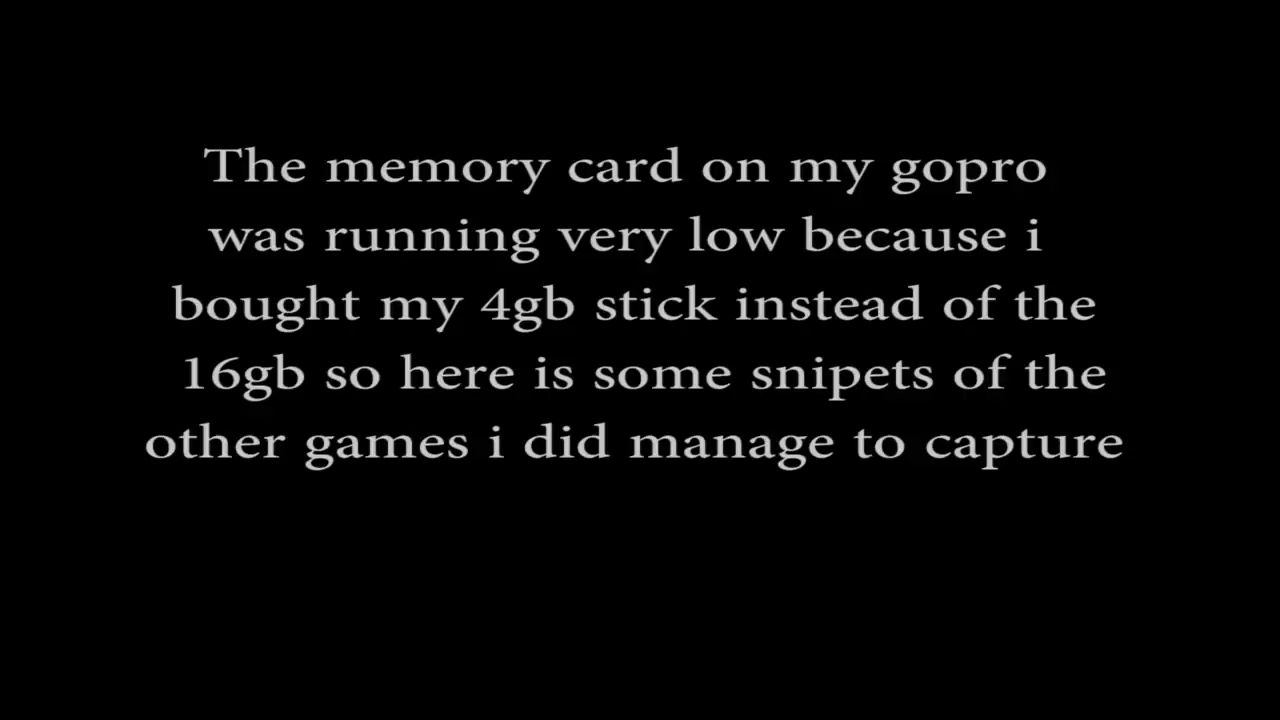 The memory card on my gopro
was running very low because i
bought my 4gb stick instead of the
16gb so here is some snipets of the
other games i did manage to capture